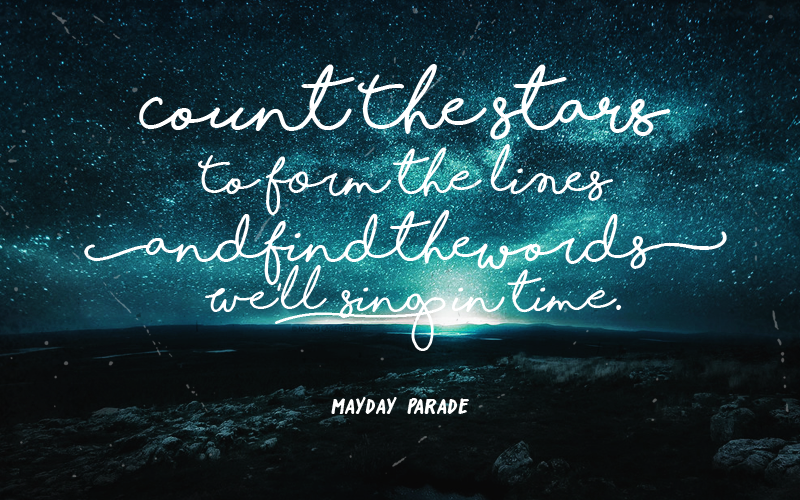 count the stars
to form the lines
and find the words
we'll sing in time.
MAYDAY PARADE